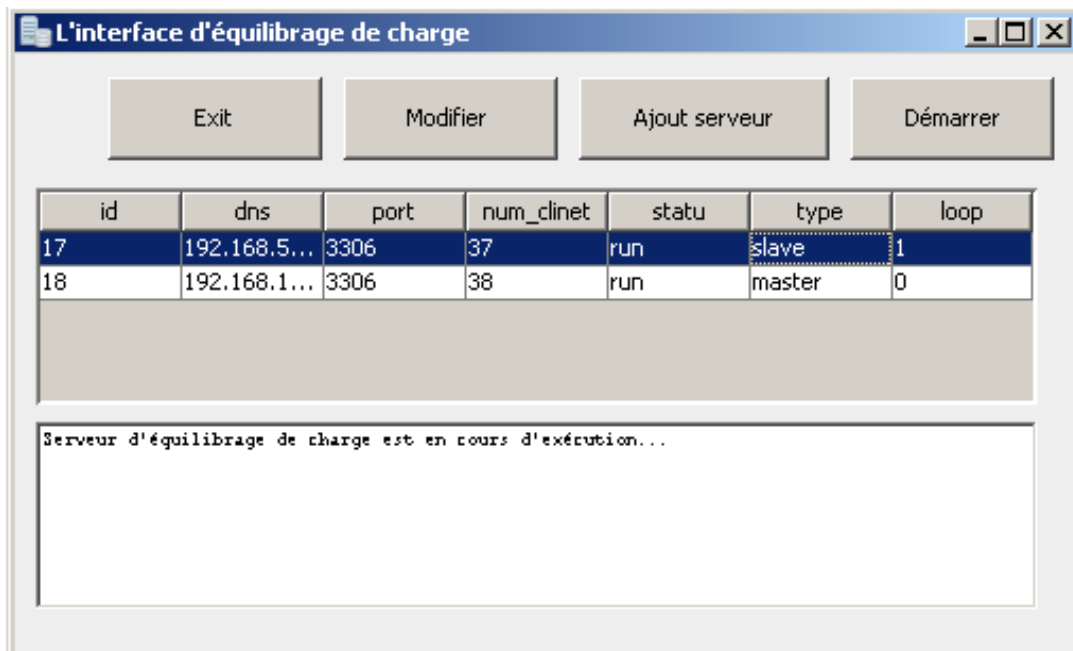 L'interface d'équilibrage de charge
Exit Modifier Ajout serveur Démarrer
id dns port num_clinet statu type loop
17 192.168.5... 3306 37 run slave 1
18 192.168.1... 3306 38 run master 0
Serveur d'équilibrage de charge est en cours d'exécution...